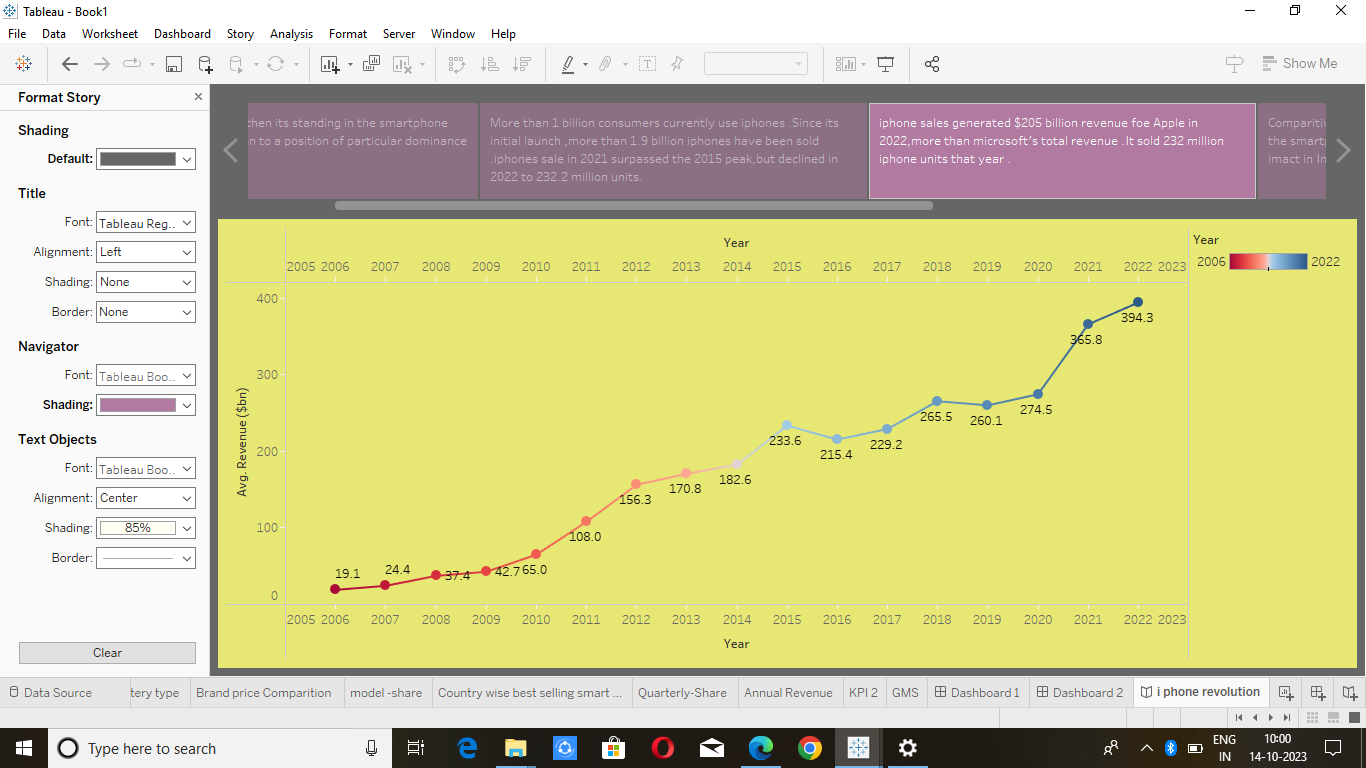 Tableau - Book1
File Data Worksheet Dashboard Story Analysis Format Server Window Help
Show Me
Format Story
Shading
Default:
Title
Font: Tableau Reg..
Alignment: Left
Shading: None
Border: None
Navigator
Font: Tableau Boo..
Shading:
Text Objects
Font: Tableau Boo..
Alignment: Center
Shading: 85%
Border:
Clear
then its standing in the smartphone
n to a position of particular dominance
More than 1 billion consumers currently use iphones .Since its
initial launch ,more than 1.9 billion iphones have been sold
.iphones sale in 2021 surpassed the 2015 peak,but declined in
2022 to 232.2 million units.
iphone sales generated $205 billion revenue foe Apple in
2022,more than microsoft's total revenue .It sold 232 million
iphone units that year .
Comparitiv
the smart
imact in In
Year
2005 2006 2007 2008 2009 2010 2011 2012 2013 2014 2015 2016 2017 2018 2019 2020 2021 2022 2023
Year
2006 2022
400
300
200
100
0
Avg. Revenue ($bn)
19.1
24.4
37.4
42.7
65.0
108.0
156.3
170.8
182.6
233.6
215.4
229.2
265.5
260.1
274.5
365.8
394.3
2005 2006 2007 2008 2009 2010 2011 2012 2013 2014 2015 2016 2017 2018 2019 2020 2021 2022 2023
Year
Data Source tery type Brand price Comparition model -share Country wise best selling smart ... Quarterly-Share Annual Revenue KPI 2 GMS Dashboard 1 Dashboard 2 i phone revolution
Type here to search
ENG
IN
10:00
14-10-2023